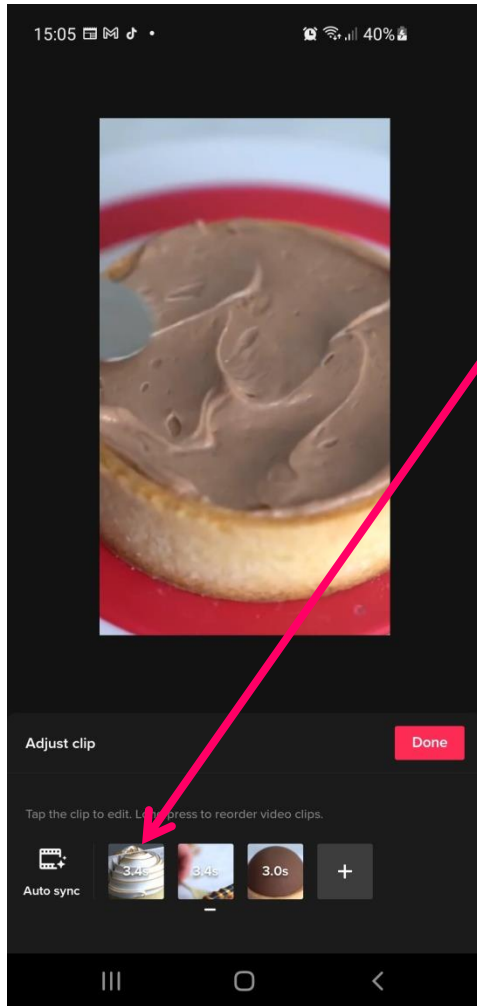 15:05
40%
Adjust clip
Done
Tap the clip to edit. Long press to reorder video clips.
3.4s
3.4s
3.0s
+
Auto sync